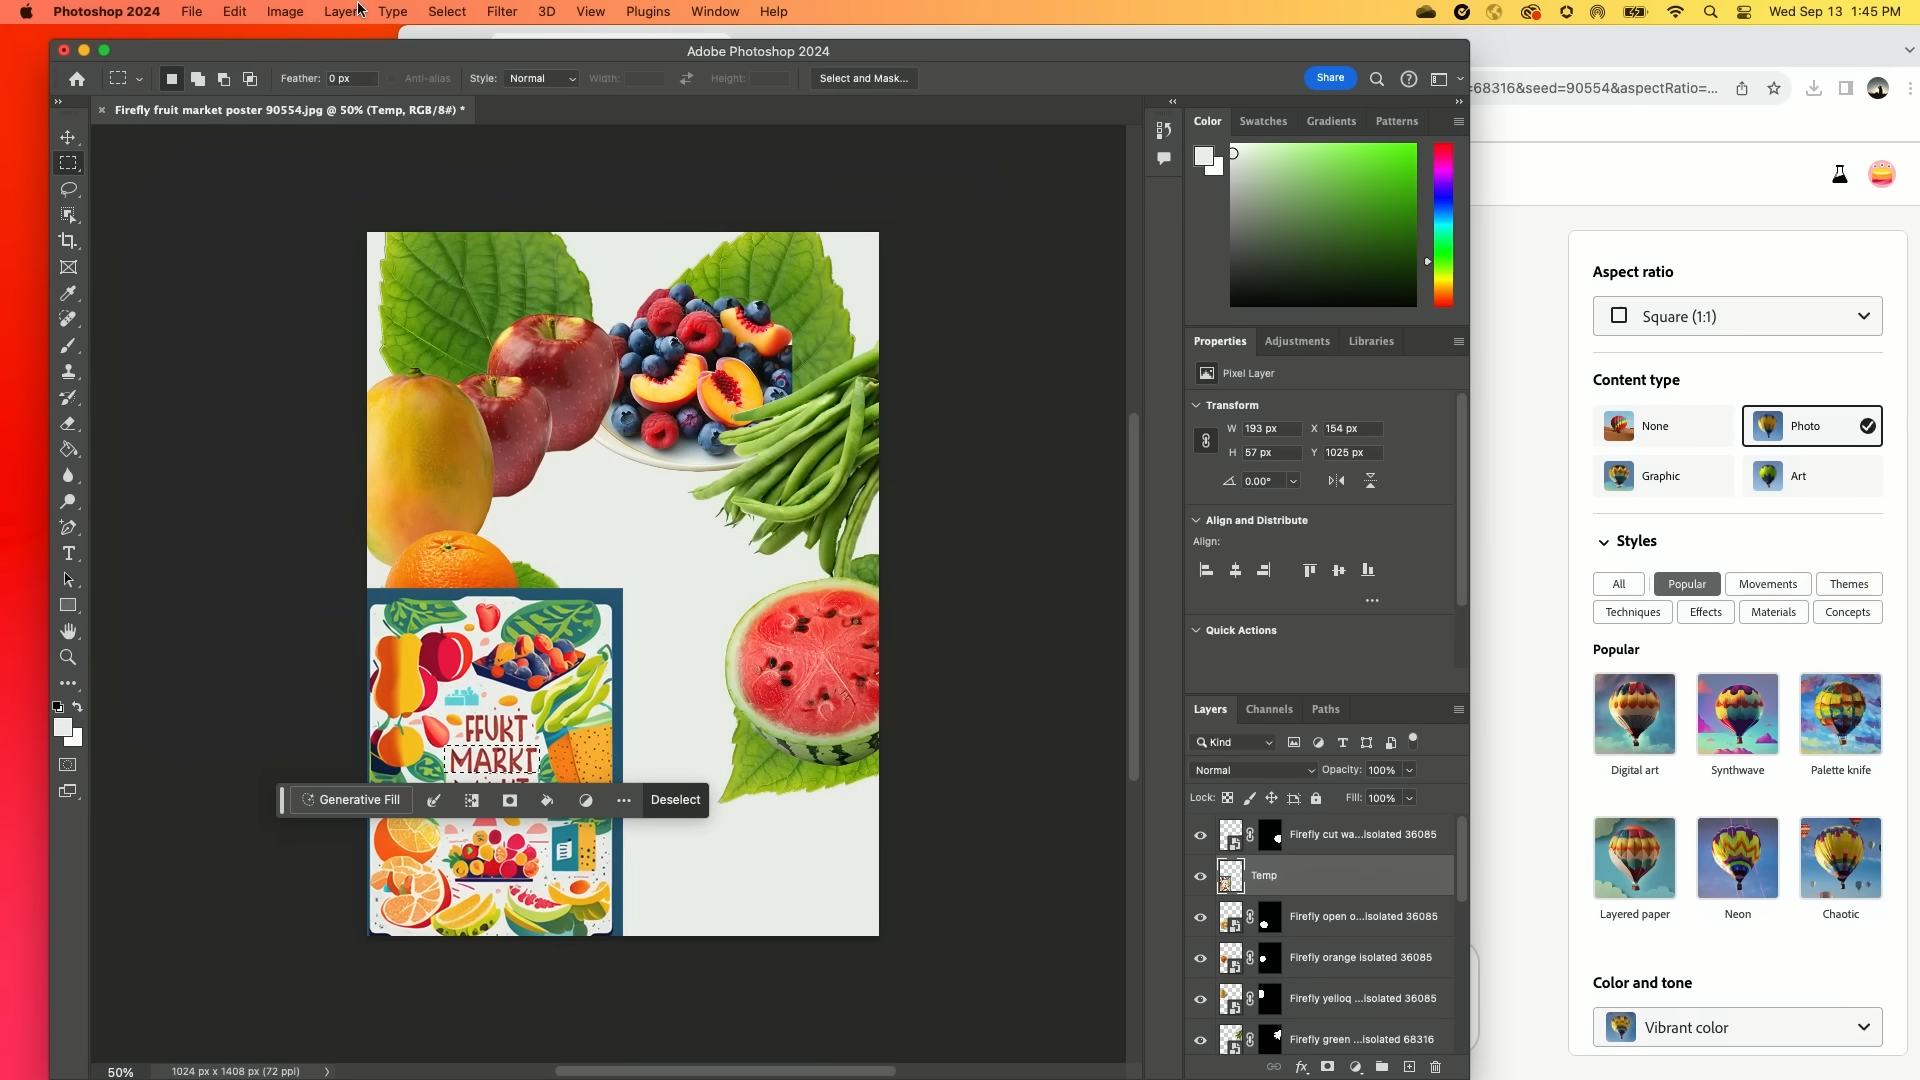 Photoshop 2024 File Edit Image Layer Type Select Filter 3D View Plugins Window Help Wed Sep 13 1:45 PM
Adobe Photoshop 2024
Feather: 0 px Anti-alias Style: Normal Width: Height: Select and Mask... Share
=68316&seed=90554&aspectRatio=...
Firefly fruit market poster 90554.jpg @ 50% (Temp, RGB/8#) *
Color Swatches Gradients Patterns
Properties Adjustments Libraries
Pixel Layer
Transform
W 193 px X 154 px
H 57 px Y 1025 px
0.00°
Align and Distribute
Align:
Quick Actions
FFUKT
MARKT
Generative Fill Deselect
Layers Channels Paths
Kind
Normal Opacity: 100%
Lock: Fill: 100%
Firefly cut wa...isolated 36085
Temp
Firefly open o...isolated 36085
Firefly orange isolated 36085
Firefly yelloq ...isolated 36085
Firefly green ...isolated 68316
50% 1024 px x 1408 px (72 ppi)
Aspect ratio
Square (1:1)
Content type
None Photo
Graphic Art
Styles
All Popular Movements Themes
Techniques Effects Materials Concepts
Popular
Digital art Synthwave Palette knife
Layered paper Neon Chaotic
Color and tone
Vibrant color